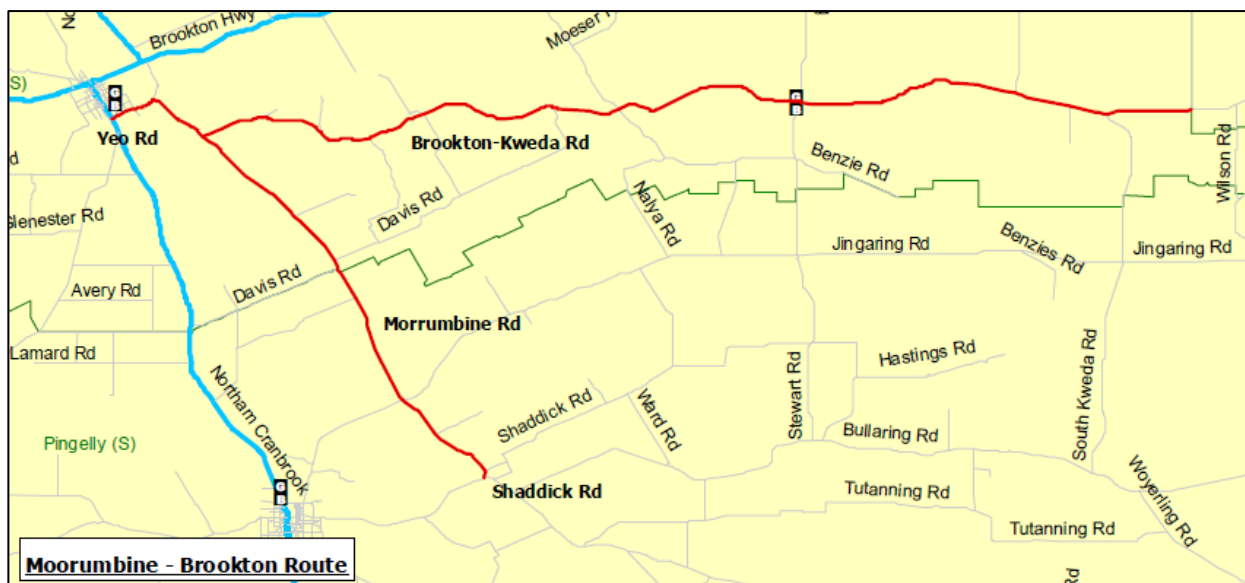 No
Brookton Hwy
Moeser R
S)
Yeo Rd
Brookton-Kweda Rd
Benzie Rd
Wilson Rd
d
Glenester Rd
Davis Rd
Nalya Rd
Jingaring Rd
Benzies Rd
Jingaring Rd
Davis Rd
Avery Rd
Morrumbine Rd
Lamard Rd
Hastings Rd
Stewart Rd
South Kweda Rd
Northam Cranbrook
Shaddick Rd
Ward Rd
Bullaring Rd
Pingelly (S)
Woyerling Rd
Shaddick Rd
Tutanning Rd
Tutanning Rd
Moorumbine - Brookton Route
Rd